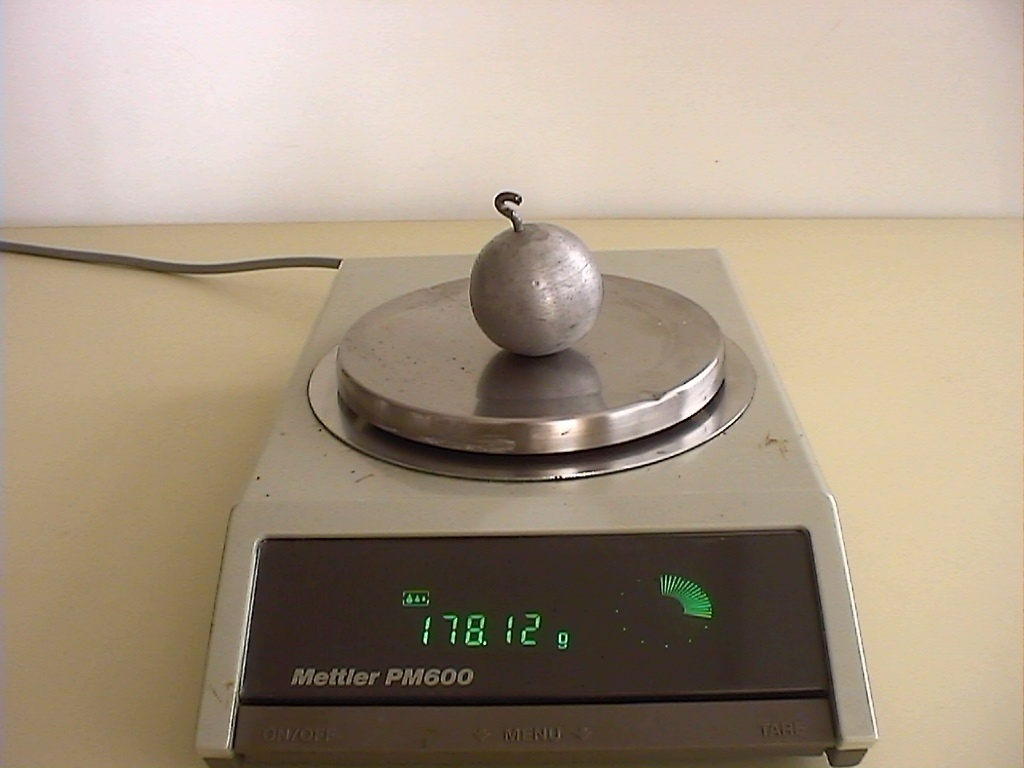 178.12 g
Mettler PM600
ON/OFF MENU TARE